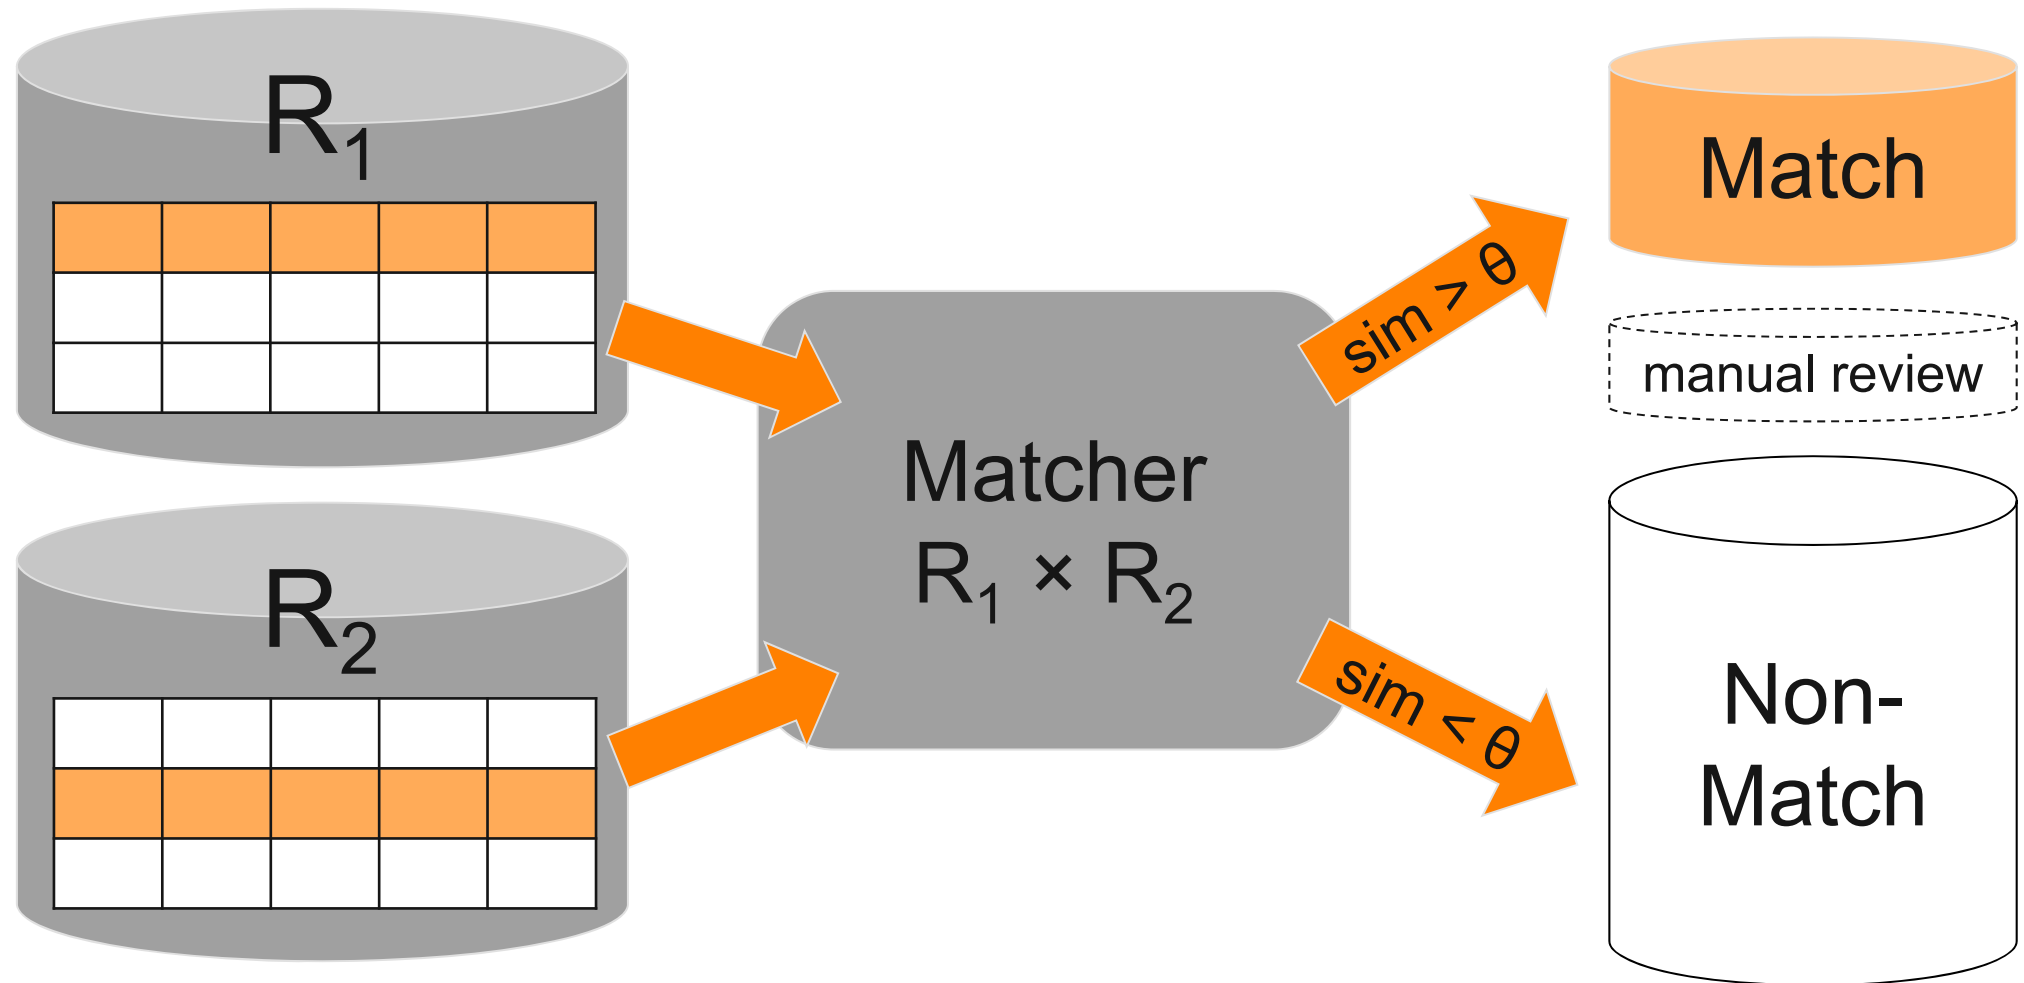 R₁
R₂
Matcher
R₁ × R₂
sim > θ
sim < θ
Match
manual review
Non-
Match